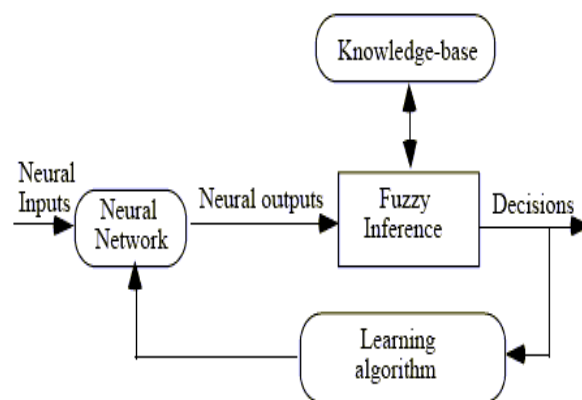 Knowledge-base
Neural
Inputs
Neural
Network
Neural outputs
Fuzzy
Inference
Decisions
Learning
algorithm